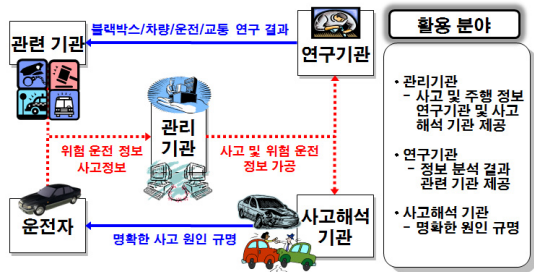 관련 기관
블랙박스/차량/운전/교통 연구 결과
연구기관
관리
기관
위험 운전 정보
사고정보
사고 및 위험 운전
정보 가공
운전자
명확한 사고 원인 규명
사고해석
기관
활용 분야
• 관리기관
- 사고 및 주행 정보
연구기관 및 사고
해석 기관 제공
• 연구기관
- 정보 분석 결과
관련 기관 제공
• 사고해석 기관
- 명확한 원인 규명